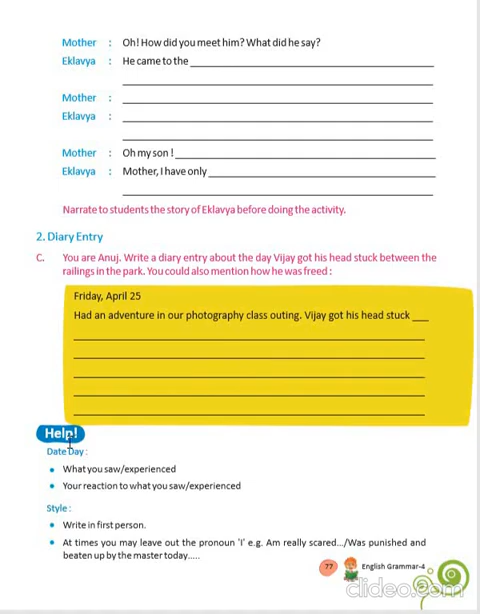 Mother : Oh! How did you meet him? What did he say?
Eklavya : He came to the
Mother :
Eklavya :
Mother : Oh my son !
Eklavya : Mother, I have only
Narrate to students the story of Eklavya before doing the activity.
2. Diary Entry
C. You are Anuj. Write a diary entry about the day Vijay got his head stuck between the
railings in the park. You could also mention how he was freed :
Friday, April 25
Had an adventure in our photography class outing. Vijay got his head stuck
Help!
Date Day :
• What you saw/experienced
• Your reaction to what you saw/experienced
Style :
• Write in first person.
• At times you may leave out the pronoun 'I' e.g. Am really scared.../Was punished and
beaten up by the master today.....
77 English Grammar-4
clideo.com